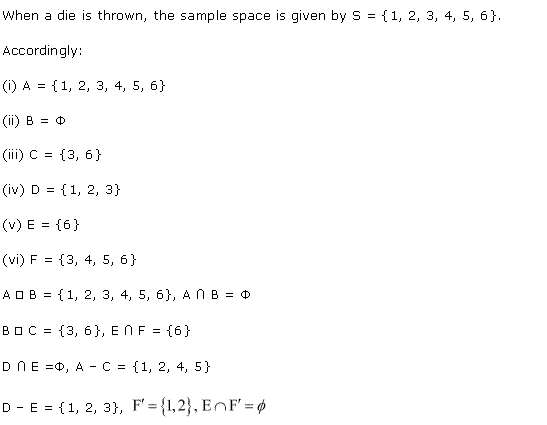 When a die is thrown, the sample space is given by S = {1, 2, 3, 4, 5, 6}.
Accordingly:
(i) A = {1, 2, 3, 4, 5, 6}
(ii) B = Φ
(iii) C = {3, 6}
(iv) D = {1, 2, 3}
(v) E = {6}
(vi) F = {3, 4, 5, 6}
A □ B = {1, 2, 3, 4, 5, 6}, A ∩ B = Φ
B □ C = {3, 6}, E ∩ F = {6}
D ∩ E =Φ, A – C = {1, 2, 4, 5}
D – E = {1, 2, 3}, F′ = {1,2}, E ∩ F′ = ϕ